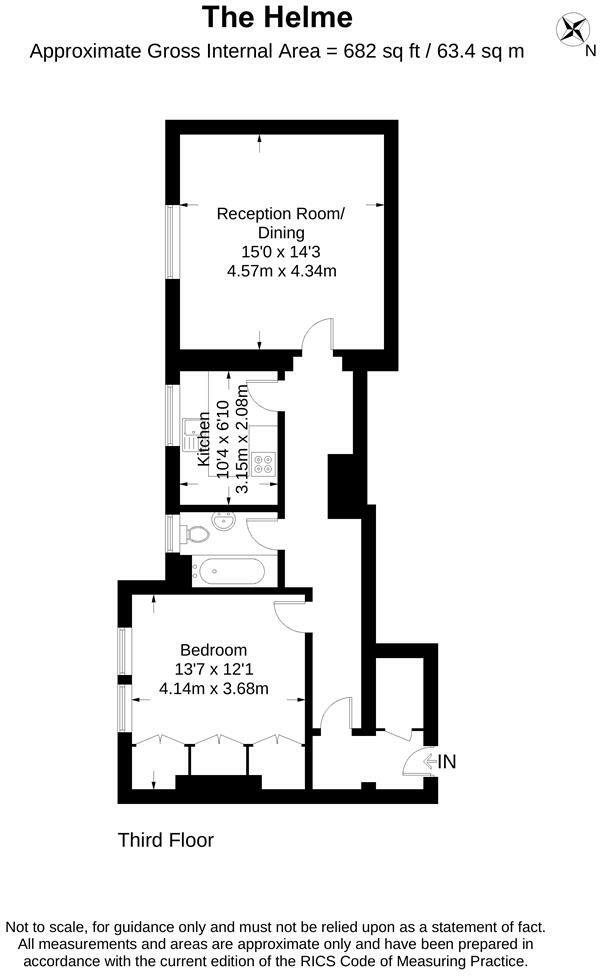 The Helme
Approximate Gross Internal Area = 682 sq ft / 63.4 sq m
N
Reception Room/
Dining
15'0 x 14'3
4.57m x 4.34m
Kitchen
10'4 x 6'10
3.15m x 2.08m
Bedroom
13'7 x 12'1
4.14m x 3.68m
IN
Third Floor
Not to scale, for guidance only and must not be relied upon as a statement of fact.
All measurements and areas are approximate only and have been prepared in
accordance with the current edition of the RICS Code of Measuring Practice.